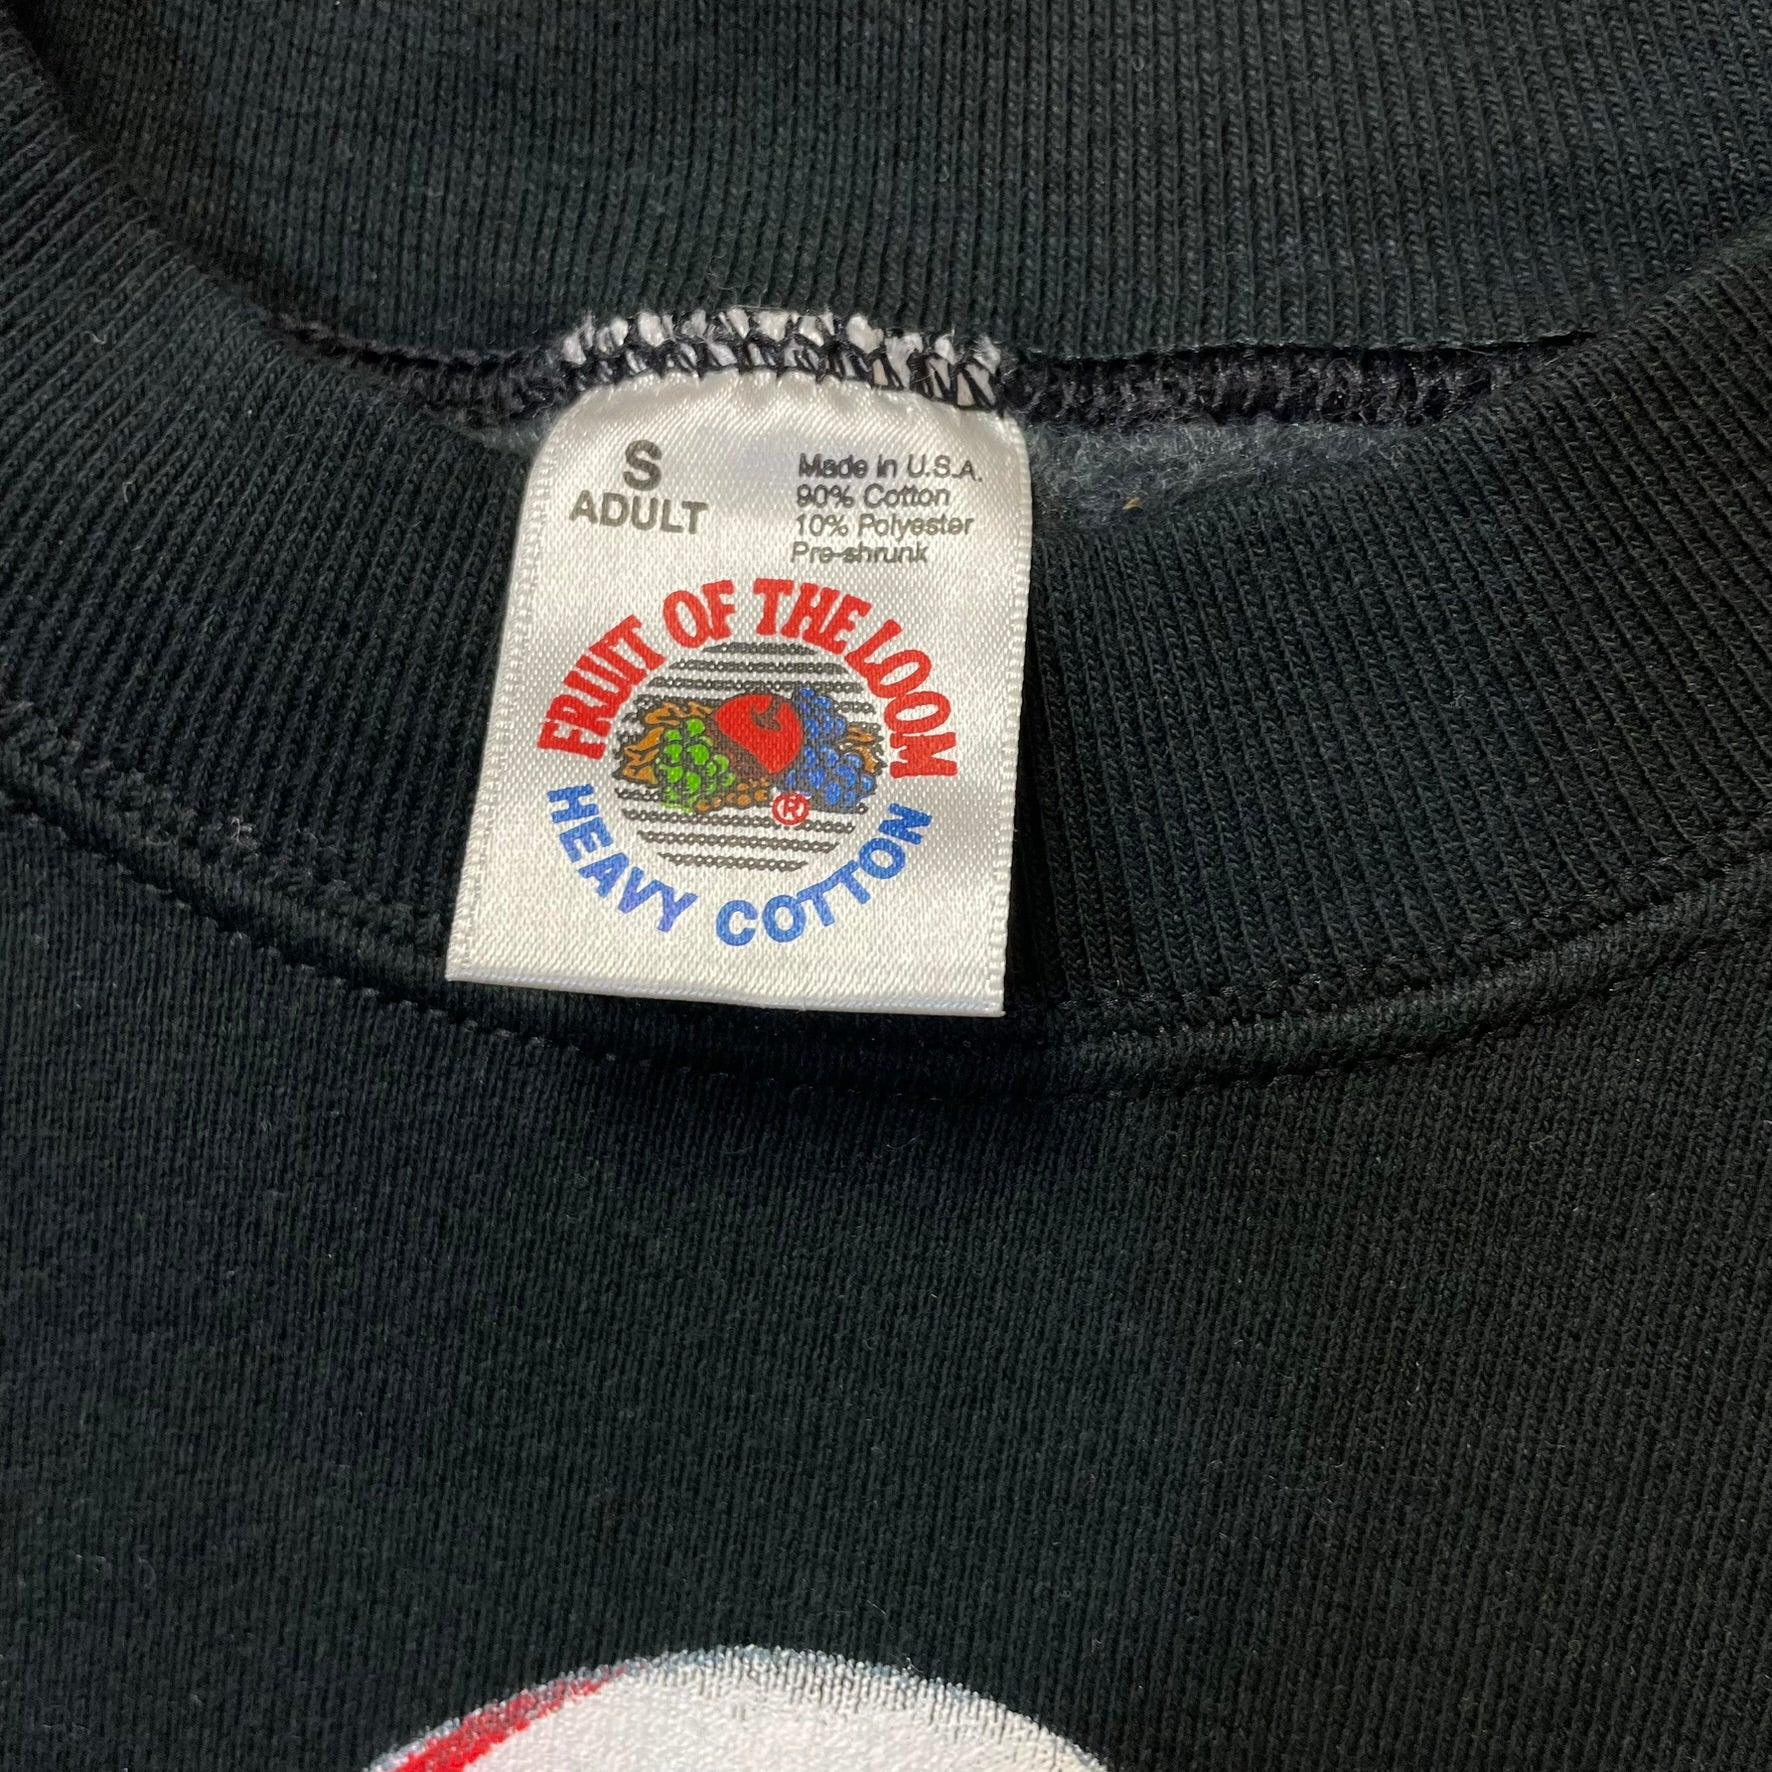 S
ADULT
Made in U.S.A.
90% Cotton
10% Polyester
Pre-shrunk
FRUIT OF THE LOOM
®
HEAVY COTTON